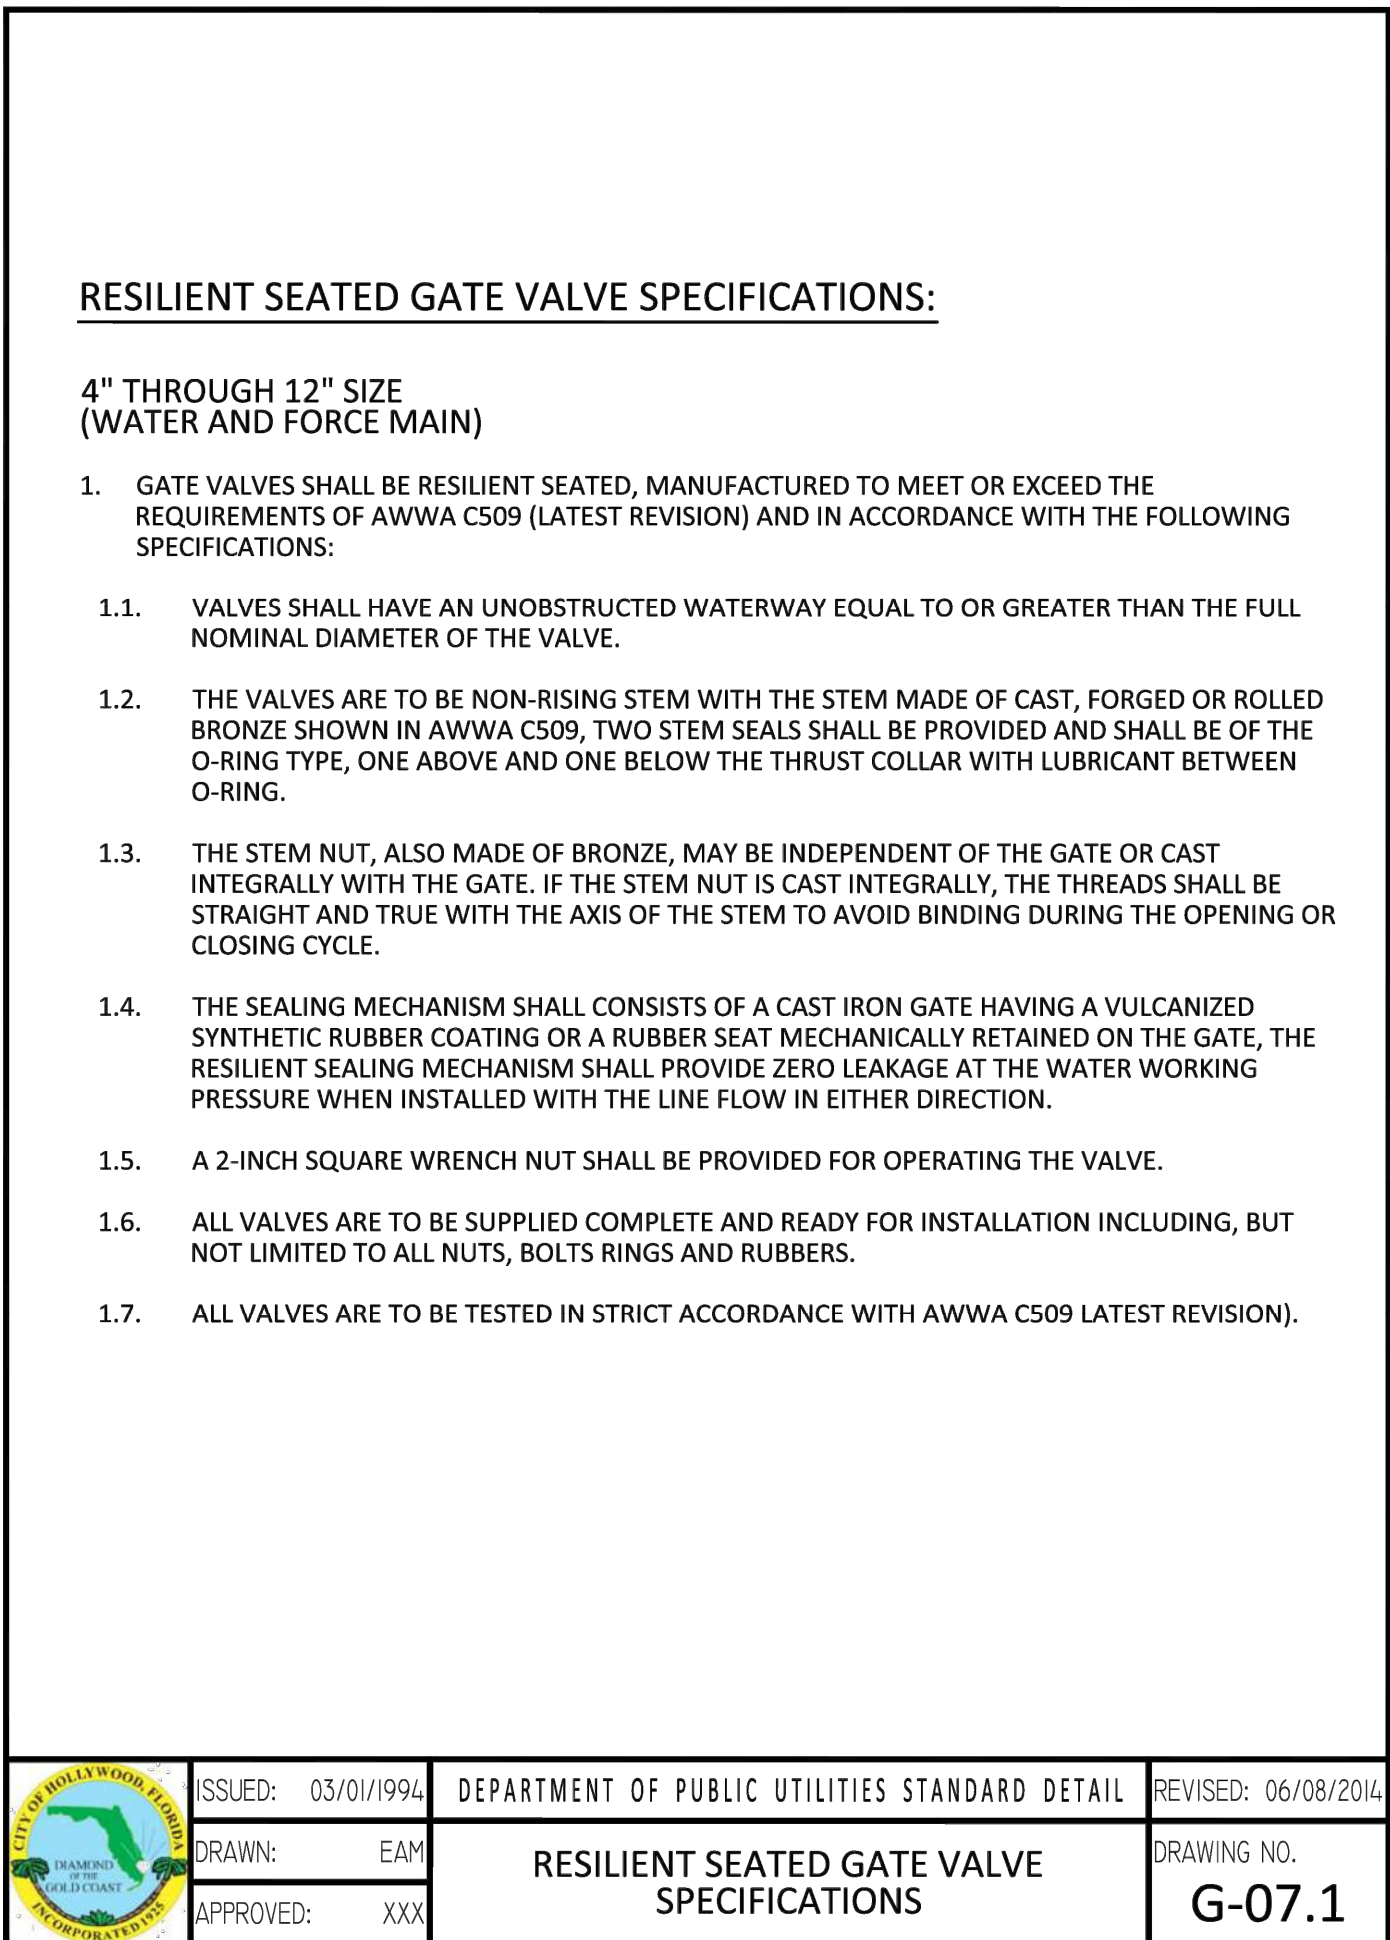 RESILIENT SEATED GATE VALVE SPECIFICATIONS:
4" THROUGH 12" SIZE
(WATER AND FORCE MAIN)
1. GATE VALVES SHALL BE RESILIENT SEATED, MANUFACTURED TO MEET OR EXCEED THE
REQUIREMENTS OF AWWA C509 (LATEST REVISION) AND IN ACCORDANCE WITH THE FOLLOWING
SPECIFICATIONS:
1.1. VALVES SHALL HAVE AN UNOBSTRUCTED WATERWAY EQUAL TO OR GREATER THAN THE FULL
NOMINAL DIAMETER OF THE VALVE.
1.2. THE VALVES ARE TO BE NON-RISING STEM WITH THE STEM MADE OF CAST, FORGED OR ROLLED
BRONZE SHOWN IN AWWA C509, TWO STEM SEALS SHALL BE PROVIDED AND SHALL BE OF THE
O-RING TYPE, ONE ABOVE AND ONE BELOW THE THRUST COLLAR WITH LUBRICANT BETWEEN
O-RING.
1.3. THE STEM NUT, ALSO MADE OF BRONZE, MAY BE INDEPENDENT OF THE GATE OR CAST
INTEGRALLY WITH THE GATE. IF THE STEM NUT IS CAST INTEGRALLY, THE THREADS SHALL BE
STRAIGHT AND TRUE WITH THE AXIS OF THE STEM TO AVOID BINDING DURING THE OPENING OR
CLOSING CYCLE.
1.4. THE SEALING MECHANISM SHALL CONSISTS OF A CAST IRON GATE HAVING A VULCANIZED
SYNTHETIC RUBBER COATING OR A RUBBER SEAT MECHANICALLY RETAINED ON THE GATE, THE
RESILIENT SEALING MECHANISM SHALL PROVIDE ZERO LEAKAGE AT THE WATER WORKING
PRESSURE WHEN INSTALLED WITH THE LINE FLOW IN EITHER DIRECTION.
1.5. A 2-INCH SQUARE WRENCH NUT SHALL BE PROVIDED FOR OPERATING THE VALVE.
1.6. ALL VALVES ARE TO BE SUPPLIED COMPLETE AND READY FOR INSTALLATION INCLUDING, BUT
NOT LIMITED TO ALL NUTS, BOLTS RINGS AND RUBBERS.
1.7. ALL VALVES ARE TO BE TESTED IN STRICT ACCORDANCE WITH AWWA C509 LATEST REVISION).
CITY OF HOLLYWOOD, FLORIDA
DIAMOND
OF THE
GOLD COAST
INCORPORATED 1925
ISSUED: 03/01/1994
DRAWN: EAM
APPROVED: XXX
DEPARTMENT OF PUBLIC UTILITIES STANDARD DETAIL
RESILIENT SEATED GATE VALVE
SPECIFICATIONS
REVISED: 06/08/2014
DRAWING NO.
G-07.1